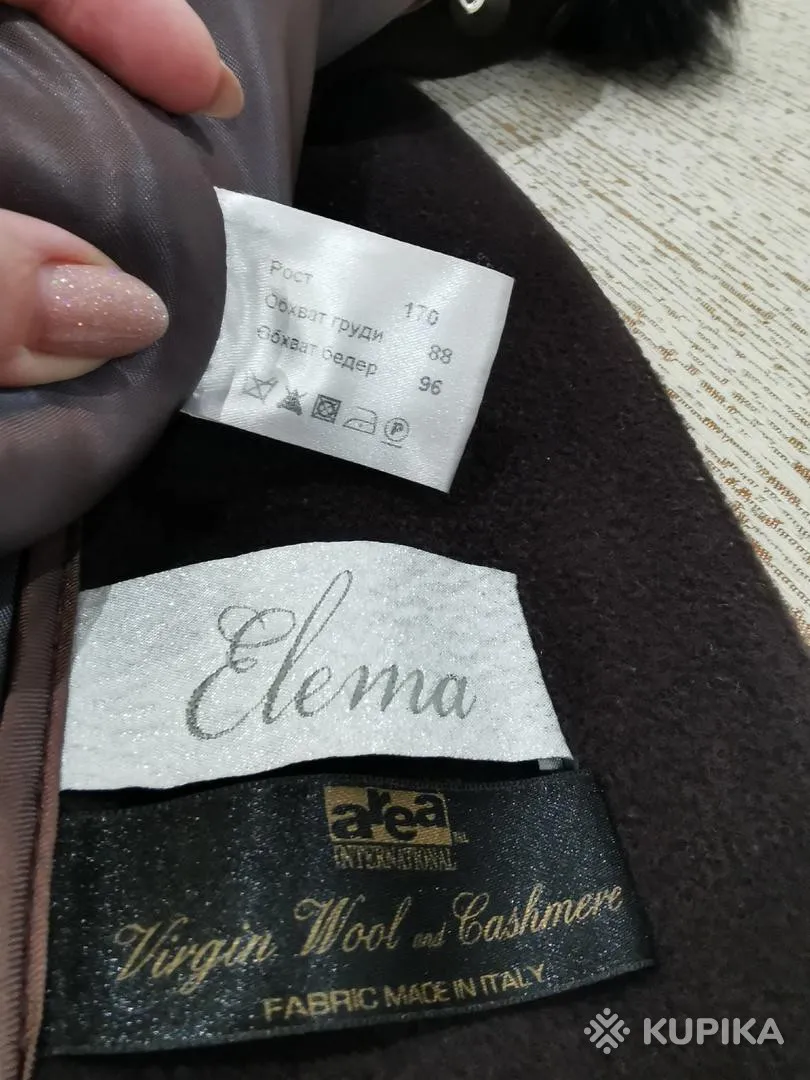 Рост 170
Обхват груди 88
Обхват бедер 96
P
Elema
area
INTERNATIONAL
Virgin Wool and Cashmere
FABRIC MADE IN ITALY
KUPIKA